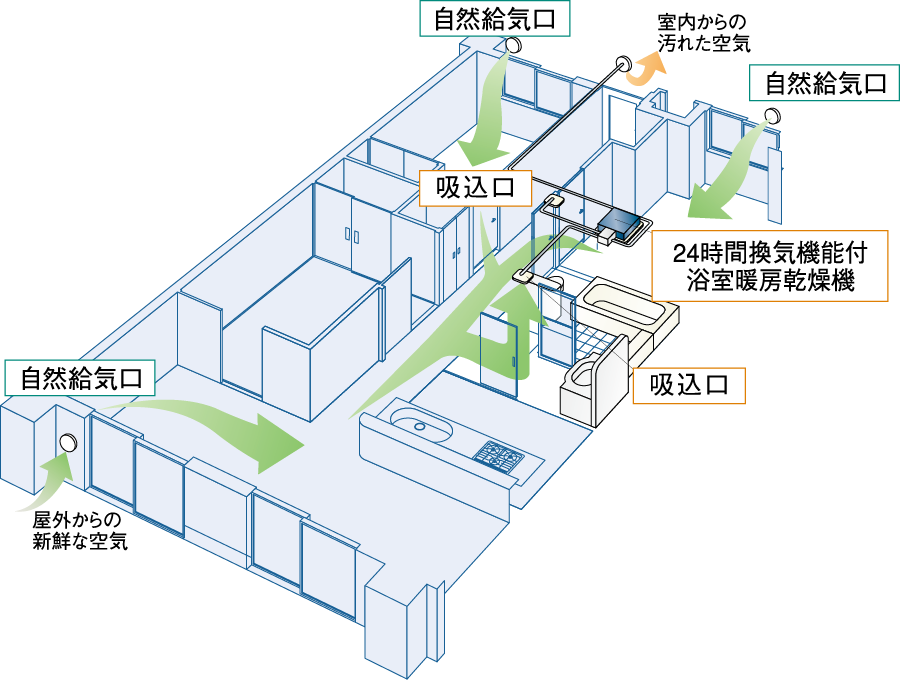 自然給気口
室内からの
汚れた空気
自然給気口
吸込口
24時間換気機能付
浴室暖房乾燥機
自然給気口
吸込口
屋外からの
新鮮な空気